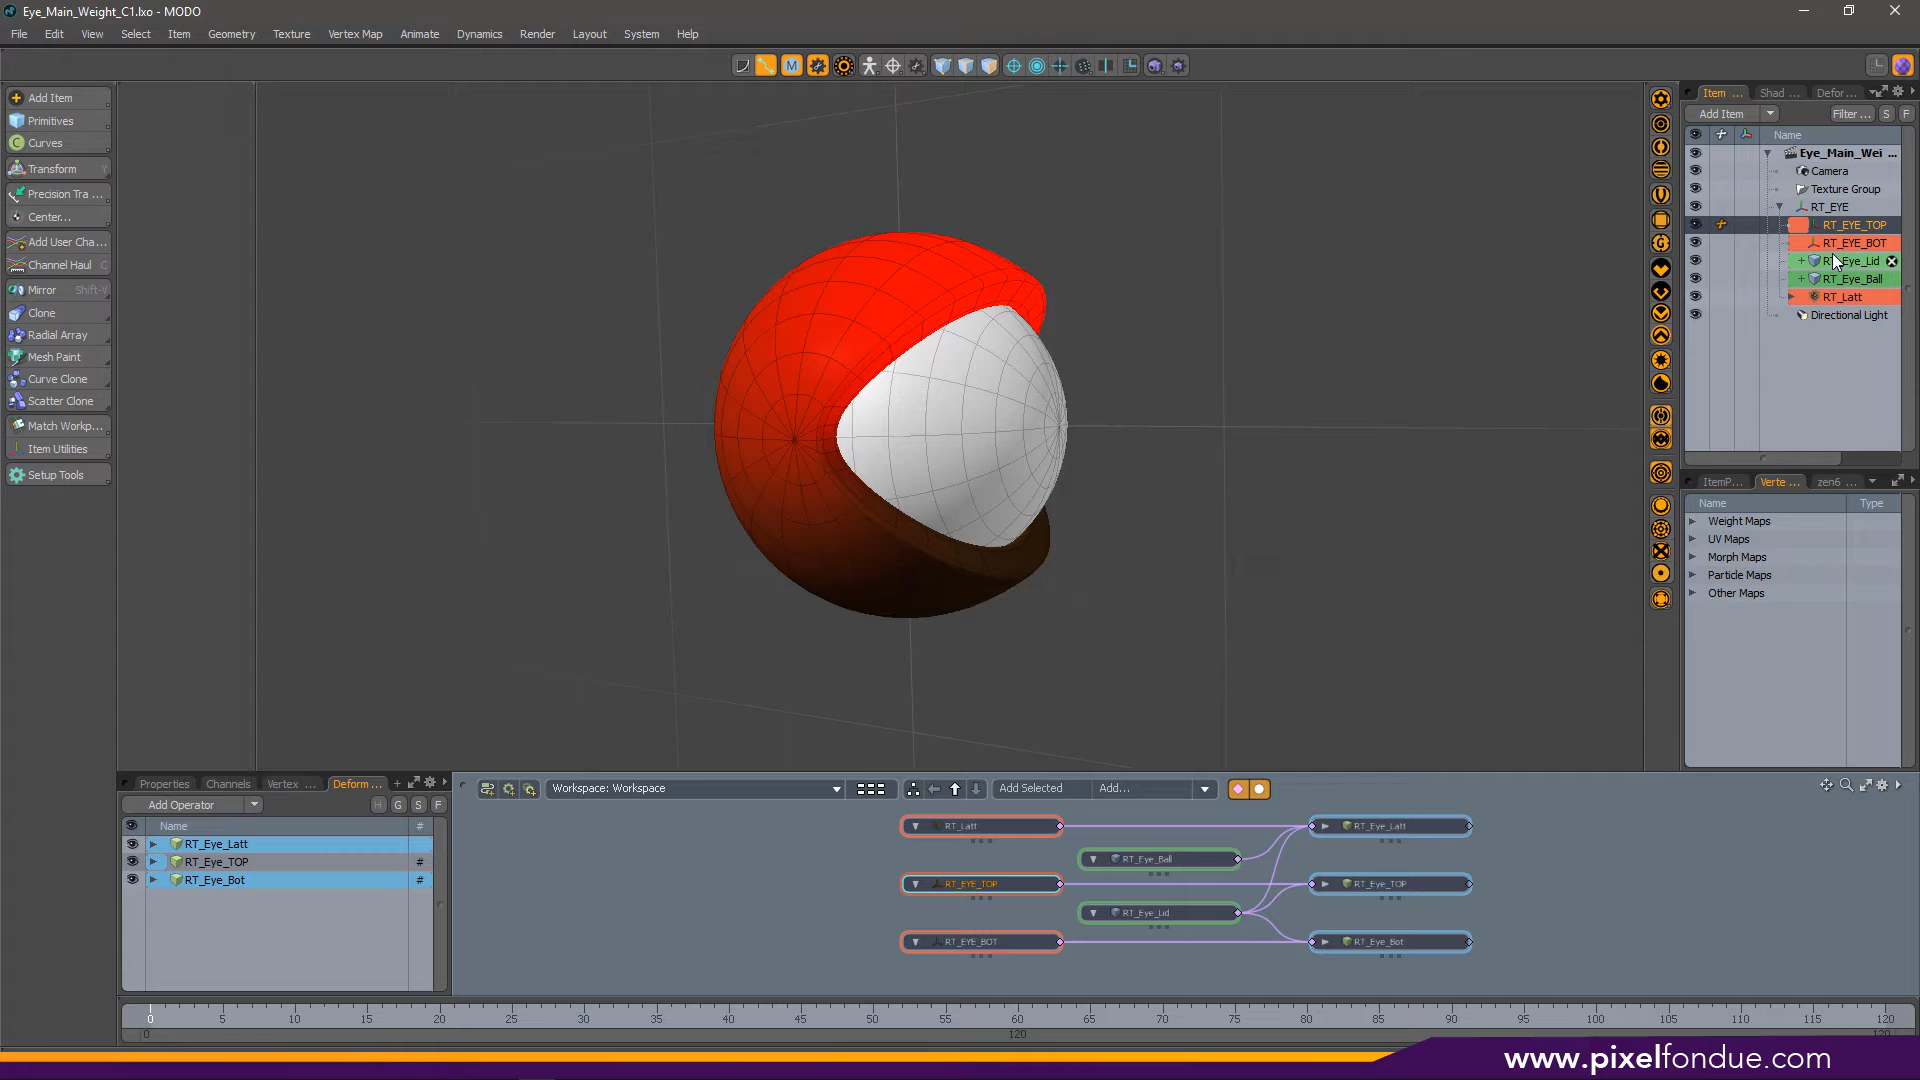 Eye_Main_Weight_C1.lxo - MODO
File Edit View Select Item Geometry Texture Vertex Map Animate Dynamics Render Layout System Help
Add Item
Primitives
Curves
Transform Y
Precision Tra ...
Center...
Add User Cha...
Channel Haul
Mirror Shift-V
Clone
Radial Array
Mesh Paint
Curve Clone
Scatter Clone
Match Workp...
Item Utilities
Setup Tools
Item ... Shad ... Defor...
Add Item Filter ... S F
Name
Eye_Main_Wei ...
Camera
Texture Group
RT_EYE
RT_EYE_TOP
RT_EYE_BOT
RT_Eye_Lid
RT_Eye_Ball
RT_Latt
Directional Light
ItemP... Verte ... zen6 ...
Name Type
Weight Maps
UV Maps
Morph Maps
Particle Maps
Other Maps
Properties Channels Vertex ... Deform ... +
Add Operator H G S F
Name #
RT_Eye_Latt
RT_Eye_TOP #
RT_Eye_Bot #
Workspace: Workspace Add Selected Add...
RT_Latt RT_Eye_Latt
RT_Eye_Ball
RT_EYE_TOP RT_Eye_TOP
RT_Eye_Lid
RT_EYE_BOT RT_Eye_Bot
0 5 10 15 20 25 30 35 40 45 50 55 60 65 70 75 80 85 90 95 100 105 110 115 120
0 120 120
www.pixelfondue.com